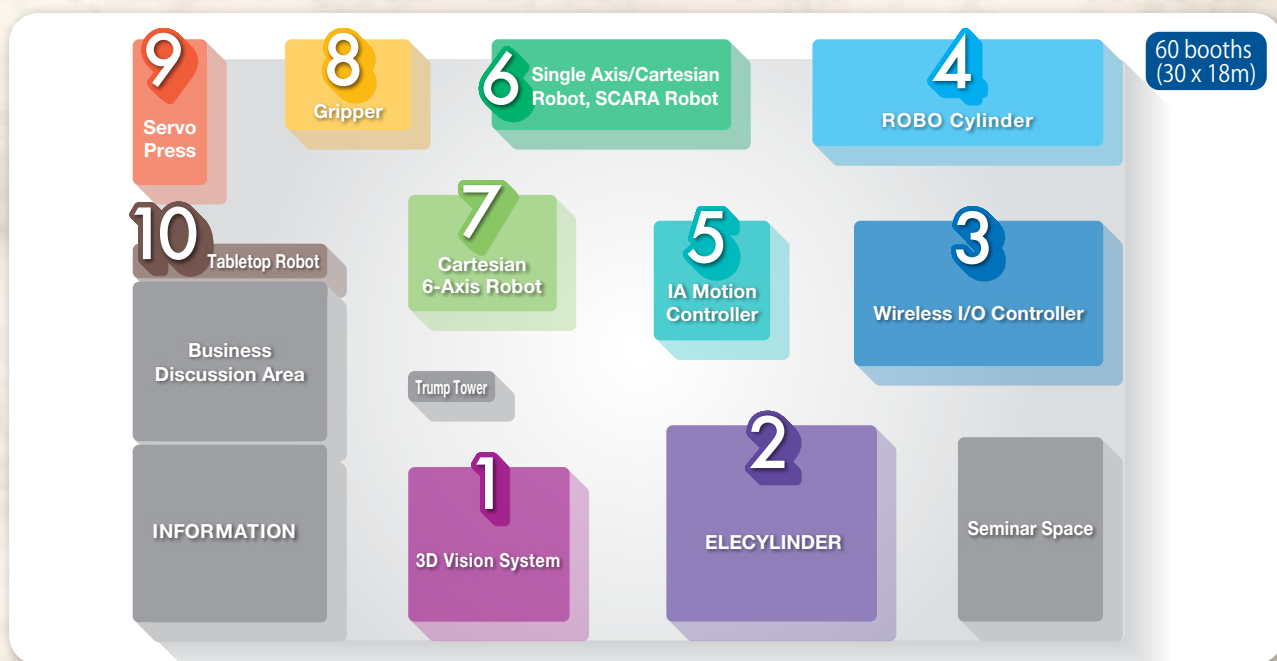 60 booths
(30 x 18m)
9
Servo
Press
8
Gripper
6
Single Axis/Cartesian
Robot, SCARA Robot
4
ROBO Cylinder
10
Tabletop Robot
7
Cartesian
6-Axis Robot
5
IA Motion
Controller
3
Wireless I/O Controller
Business
Discussion Area
Trump Tower
INFORMATION
1
3D Vision System
2
ELECYLINDER
Seminar Space